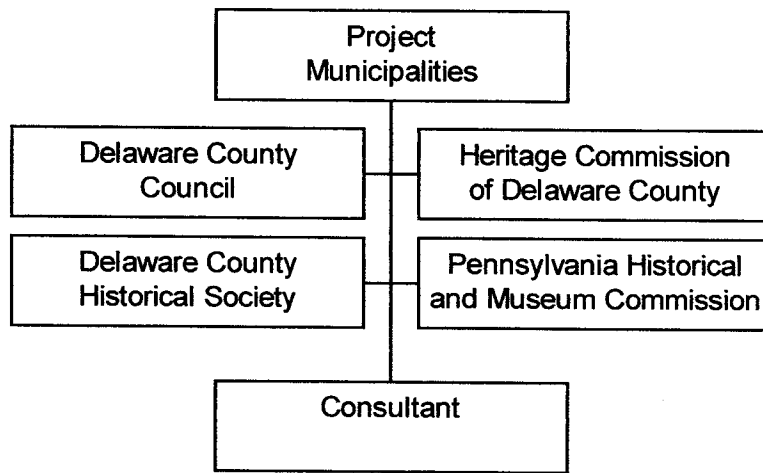 Project
Municipalities
Delaware County
Council
Heritage Commission
of Delaware County
Delaware County
Historical Society
Pennsylvania Historical
and Museum Commission
Consultant